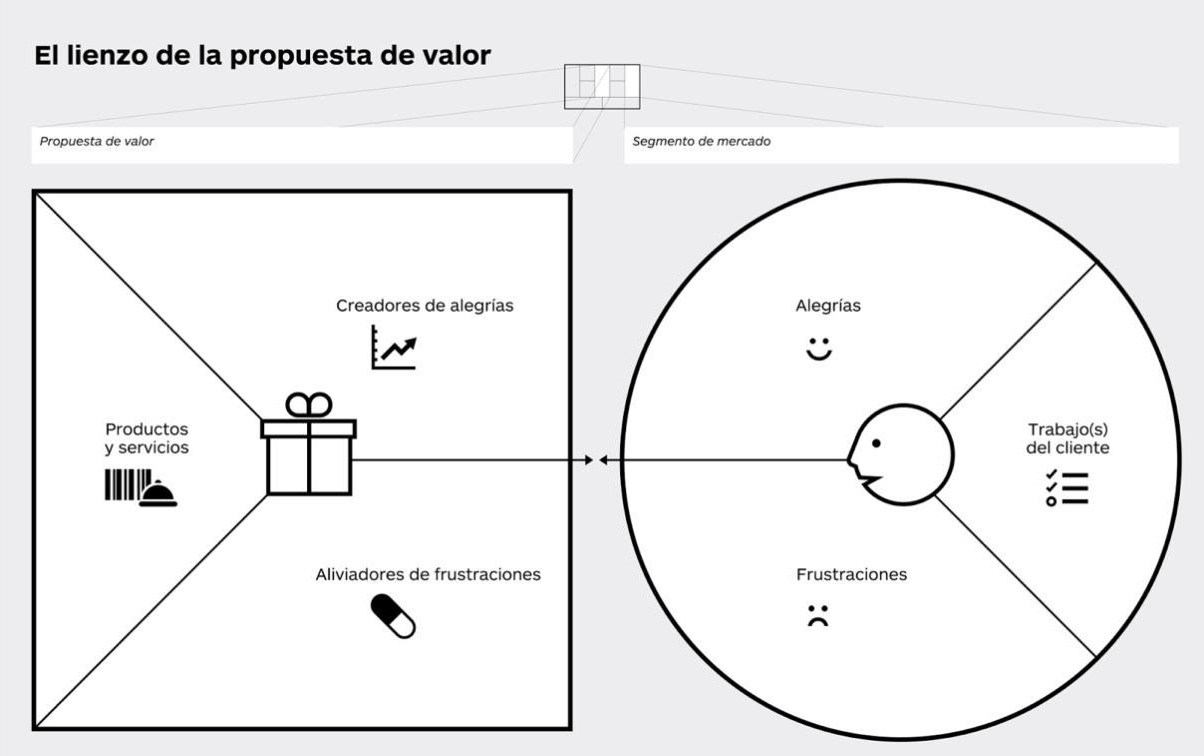 El lienzo de la propuesta de valor
Propuesta de valor
Segmento de mercado
Creadores de alegrías
Productos
y servicios
Aliviadores de frustraciones
Alegrías
Trabajo(s)
del cliente
Frustraciones